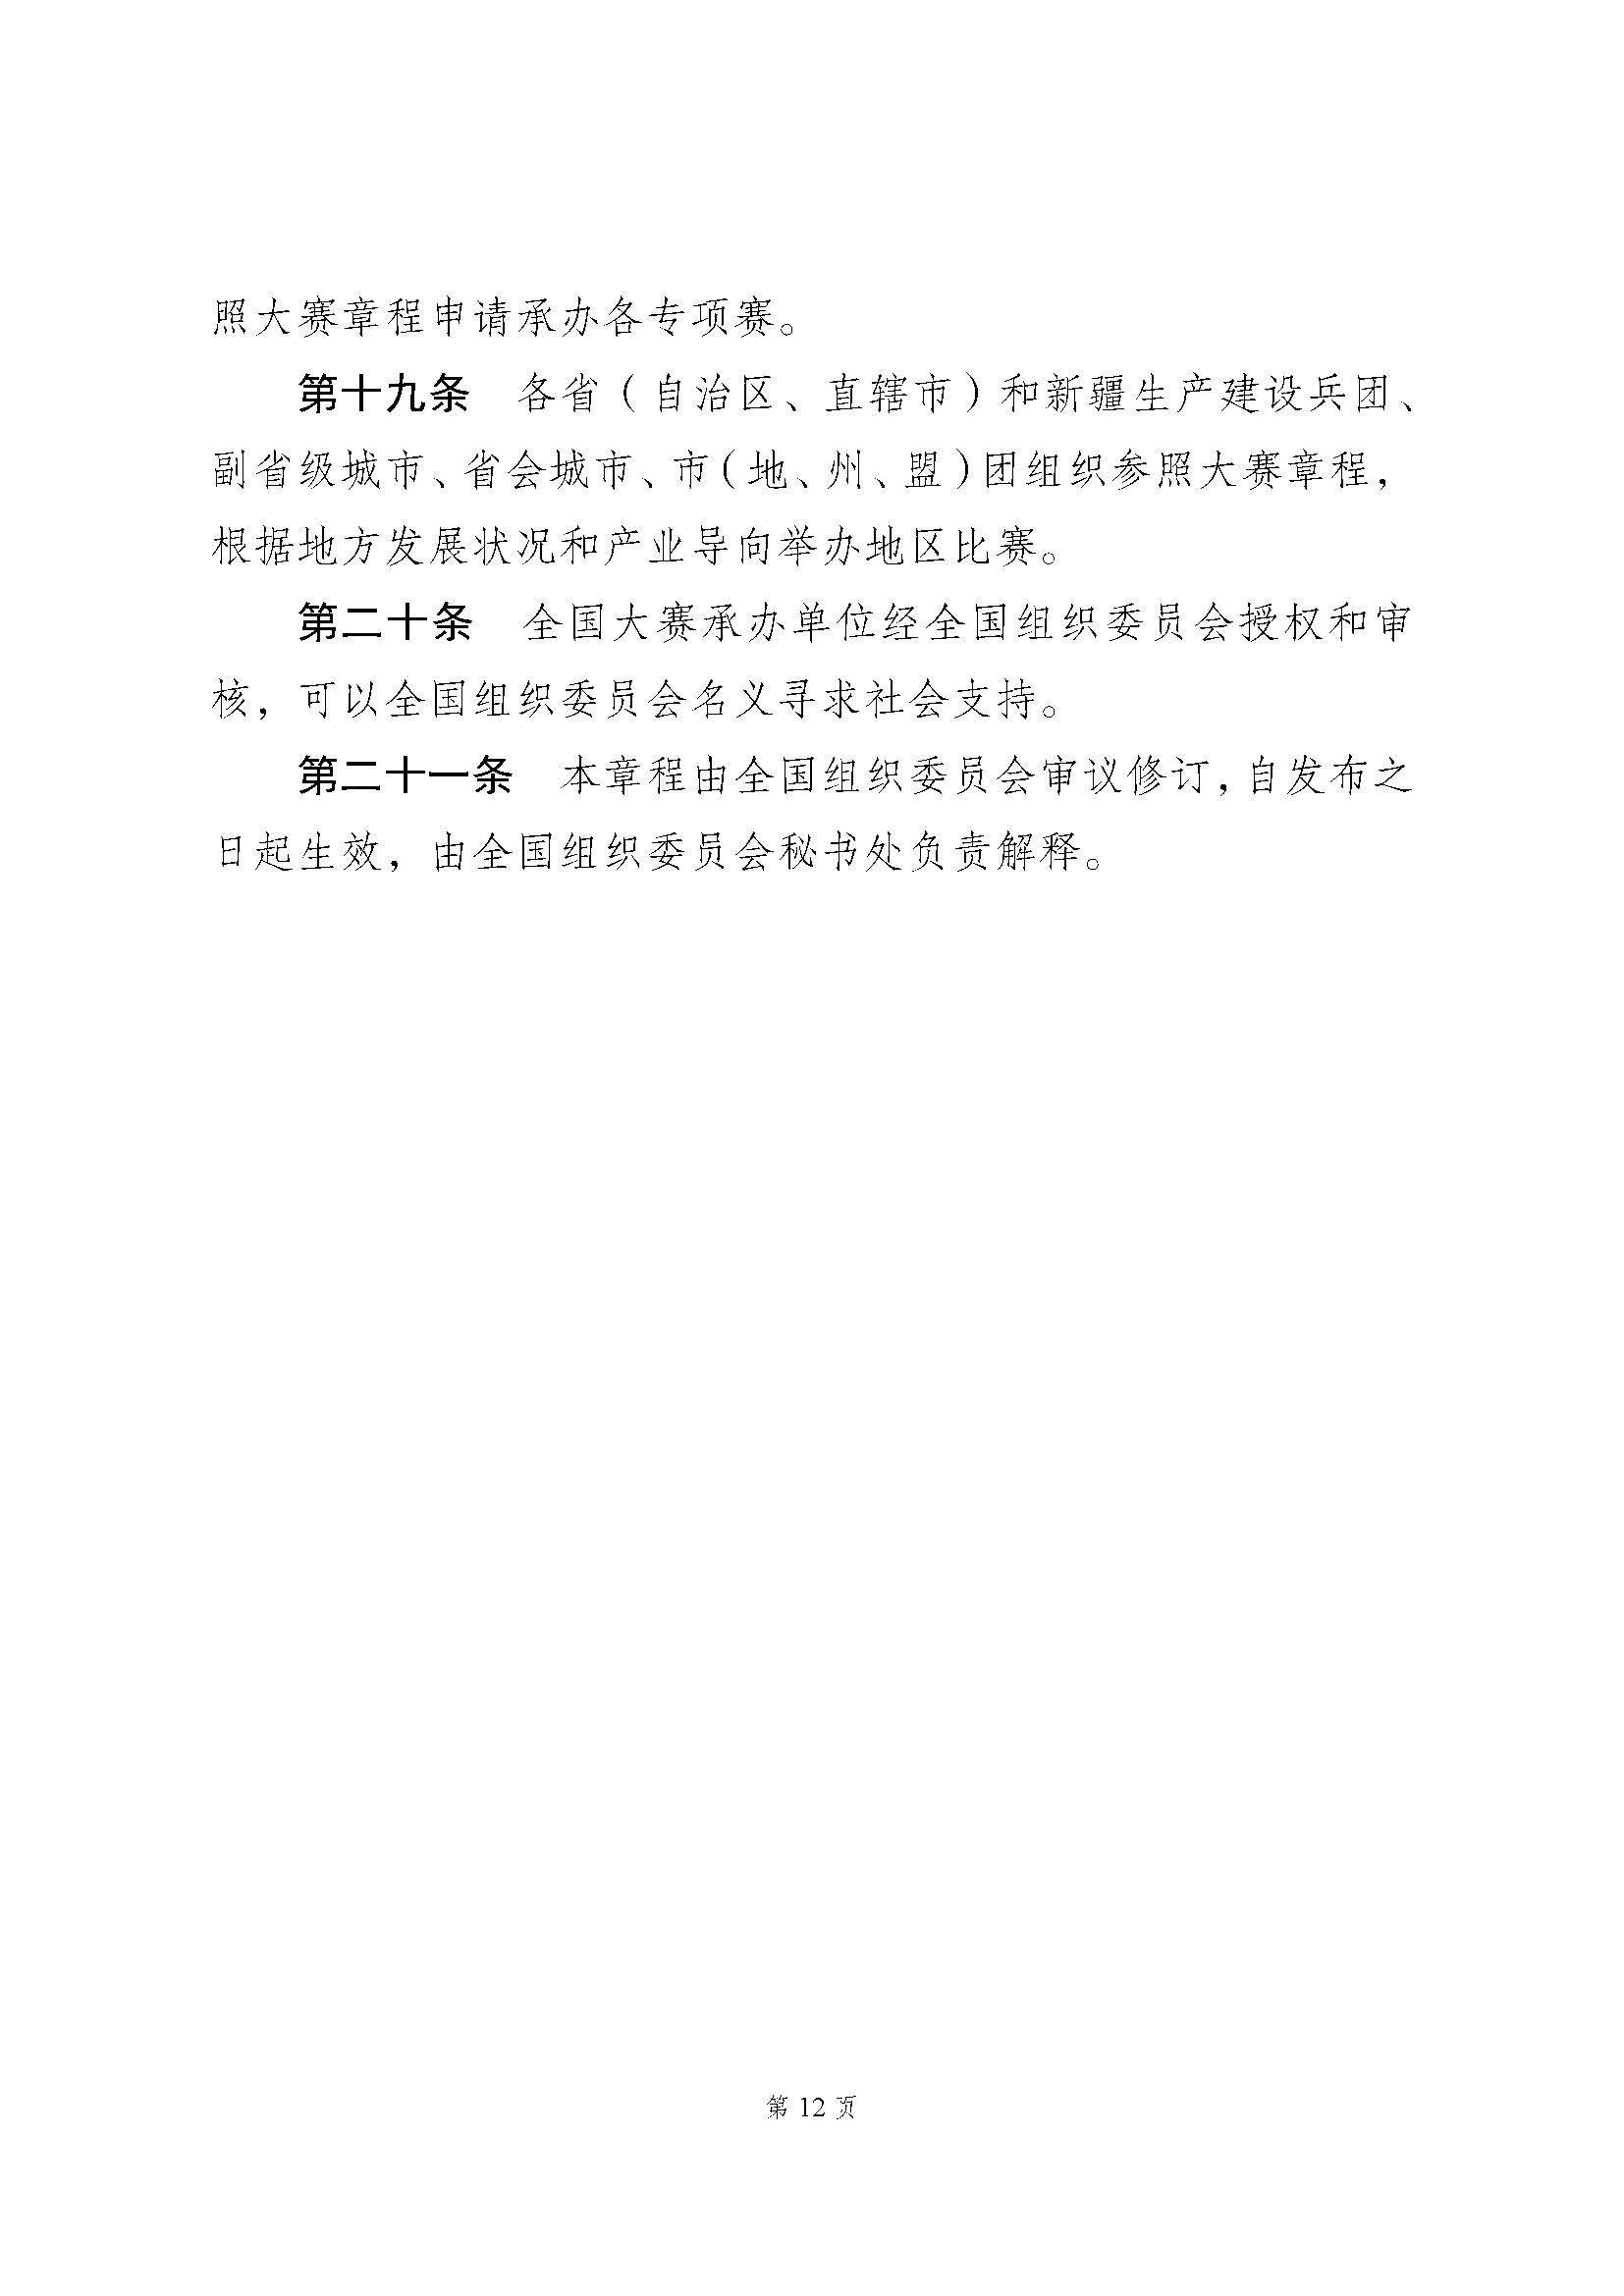 照大赛章程申请承办各专项赛。
第十九条　各省（自治区、直辖市）和新疆生产建设兵团、
副省级城市、省会城市、市（地、州、盟）团组织参照大赛章程，
根据地方发展状况和产业导向举办地区比赛。
第二十条　全国大赛承办单位经全国组织委员会授权和审
核，可以全国组织委员会名义寻求社会支持。
第二十一条　本章程由全国组织委员会审议修订，自发布之
日起生效，由全国组织委员会秘书处负责解释。
第 12 页